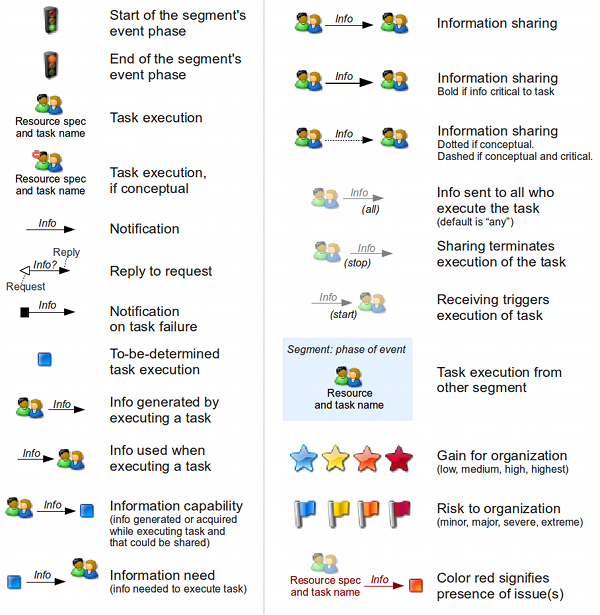 Start of the segment's
event phase
End of the segment's
event phase
Resource spec
and task name
Task execution
Resource spec
and task name
Task execution,
if conceptual
Info
Notification
Reply
Info?
Request
Reply to request
Info
Notification
on task failure
To-be-determined
task execution
Info
Info generated by
executing a task
Info
Info used when
executing a task
Info
Information capability
(info generated or acquired
while executing task and
that could be shared)
Info
Information need
(info needed to execute task)
Info
Information sharing
Info
Information sharing
Bold if info critical to task
Info
Information sharing
Dotted if conceptual.
Dashed if conceptual and critical.
Info
(all)
Info sent to all who
execute the task
(default is “any”)
Info
(stop)
Sharing terminates
execution of the task
Info
(start)
Receiving triggers
execution of task
Segment: phase of event
Resource
and task name
Task execution from
other segment
Gain for organization
(low, medium, high, highest)
Risk to organization
(minor, major, severe, extreme)
Resource spec
and task name
Info
Color red signifies
presence of issue(s)